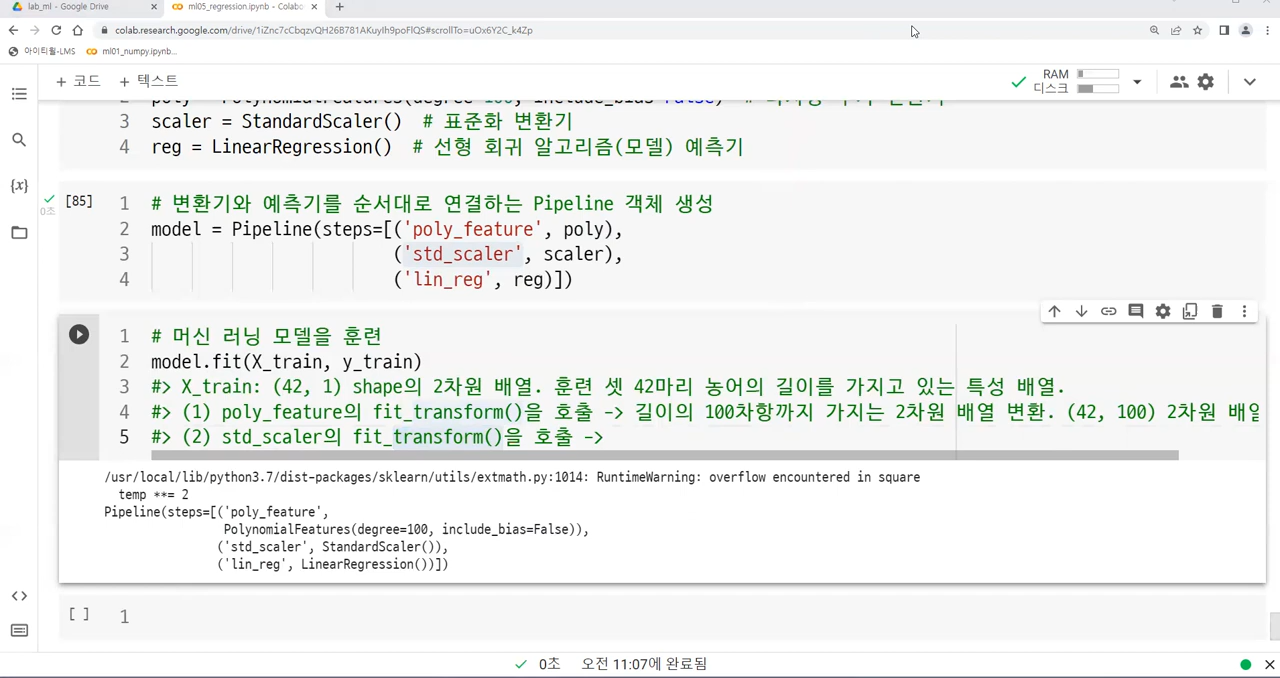 lab_ml - Google Drive
ml05_regression.ipynb - Colabo
colab.research.google.com/drive/1iZnc7cCbqzvQH26B781AKuyIh9poFlQS#scrollTo=uOx6Y2C_k4Zp
아이티윌-LMS
ml01_numpy.ipynb...
+ 코드 + 텍스트
RAM
디스크
3 scaler = StandardScaler() # 표준화 변환기
4 reg = LinearRegression() # 선형 회귀 알고리즘(모델) 예측기
[85]
0초
1 # 변환기와 예측기를 순서대로 연결하는 Pipeline 객체 생성
2 model = Pipeline(steps=[('poly_feature', poly),
3 ('std_scaler', scaler),
4 ('lin_reg', reg)])
1 # 머신 러닝 모델을 훈련
2 model.fit(X_train, y_train)
3 #> X_train: (42, 1) shape의 2차원 배열. 훈련 셋 42마리 농어의 길이를 가지고 있는 특성 배열.
4 #> (1) poly_feature의 fit_transform()을 호출 -> 길이의 100차항까지 가지는 2차원 배열 변환. (42, 100) 2차원 배열
5 #> (2) std_scaler의 fit_transform()을 호출 ->
/usr/local/lib/python3.7/dist-packages/sklearn/utils/extmath.py:1014: RuntimeWarning: overflow encountered in square
temp **= 2
Pipeline(steps=[('poly_feature',
PolynomialFeatures(degree=100, include_bias=False)),
('std_scaler', StandardScaler()),
('lin_reg', LinearRegression())])
[ ] 1
0초 오전 11:07에 완료됨